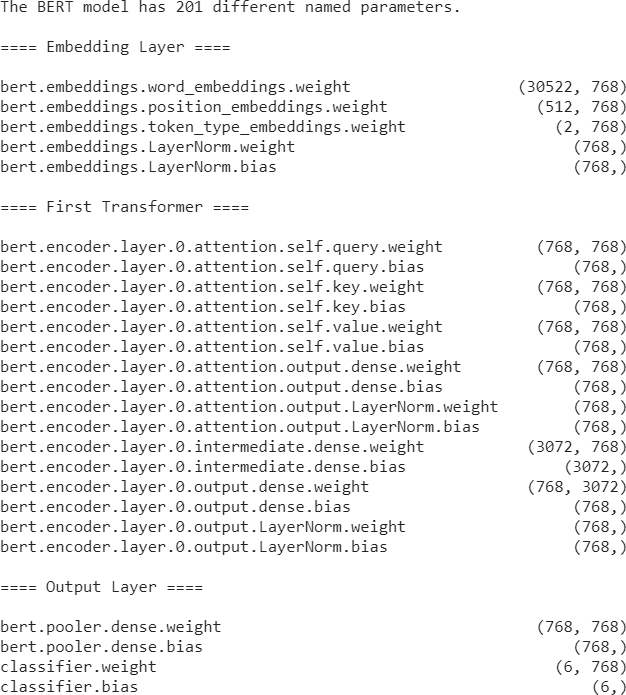 The BERT model has 201 different named parameters.
==== Embedding Layer ====
bert.embeddings.word_embeddings.weight (30522, 768)
bert.embeddings.position_embeddings.weight (512, 768)
bert.embeddings.token_type_embeddings.weight (2, 768)
bert.embeddings.LayerNorm.weight (768,)
bert.embeddings.LayerNorm.bias (768,)
==== First Transformer ====
bert.encoder.layer.0.attention.self.query.weight (768, 768)
bert.encoder.layer.0.attention.self.query.bias (768,)
bert.encoder.layer.0.attention.self.key.weight (768, 768)
bert.encoder.layer.0.attention.self.key.bias (768,)
bert.encoder.layer.0.attention.self.value.weight (768, 768)
bert.encoder.layer.0.attention.self.value.bias (768,)
bert.encoder.layer.0.attention.output.dense.weight (768, 768)
bert.encoder.layer.0.attention.output.dense.bias (768,)
bert.encoder.layer.0.attention.output.LayerNorm.weight (768,)
bert.encoder.layer.0.attention.output.LayerNorm.bias (768,)
bert.encoder.layer.0.intermediate.dense.weight (3072, 768)
bert.encoder.layer.0.intermediate.dense.bias (3072,)
bert.encoder.layer.0.output.dense.weight (768, 3072)
bert.encoder.layer.0.output.dense.bias (768,)
bert.encoder.layer.0.output.LayerNorm.weight (768,)
bert.encoder.layer.0.output.LayerNorm.bias (768,)
==== Output Layer ====
bert.pooler.dense.weight (768, 768)
bert.pooler.dense.bias (768,)
classifier.weight (6, 768)
classifier.bias (6,)